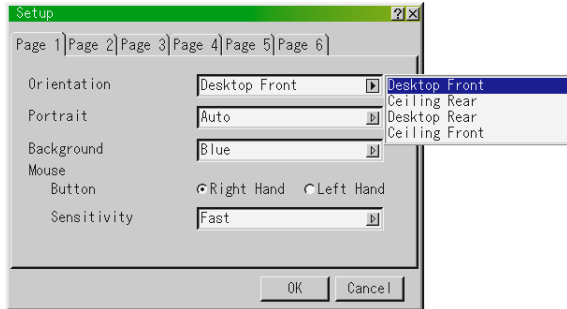 Setup
Page 1 Page 2 Page 3 Page 4 Page 5 Page 6
Orientation Desktop Front
Desktop Front
Ceiling Rear
Desktop Rear
Ceiling Front
Portrait Auto
Background Blue
Mouse
Button Right Hand Left Hand
Sensitivity Fast
OK Cancel